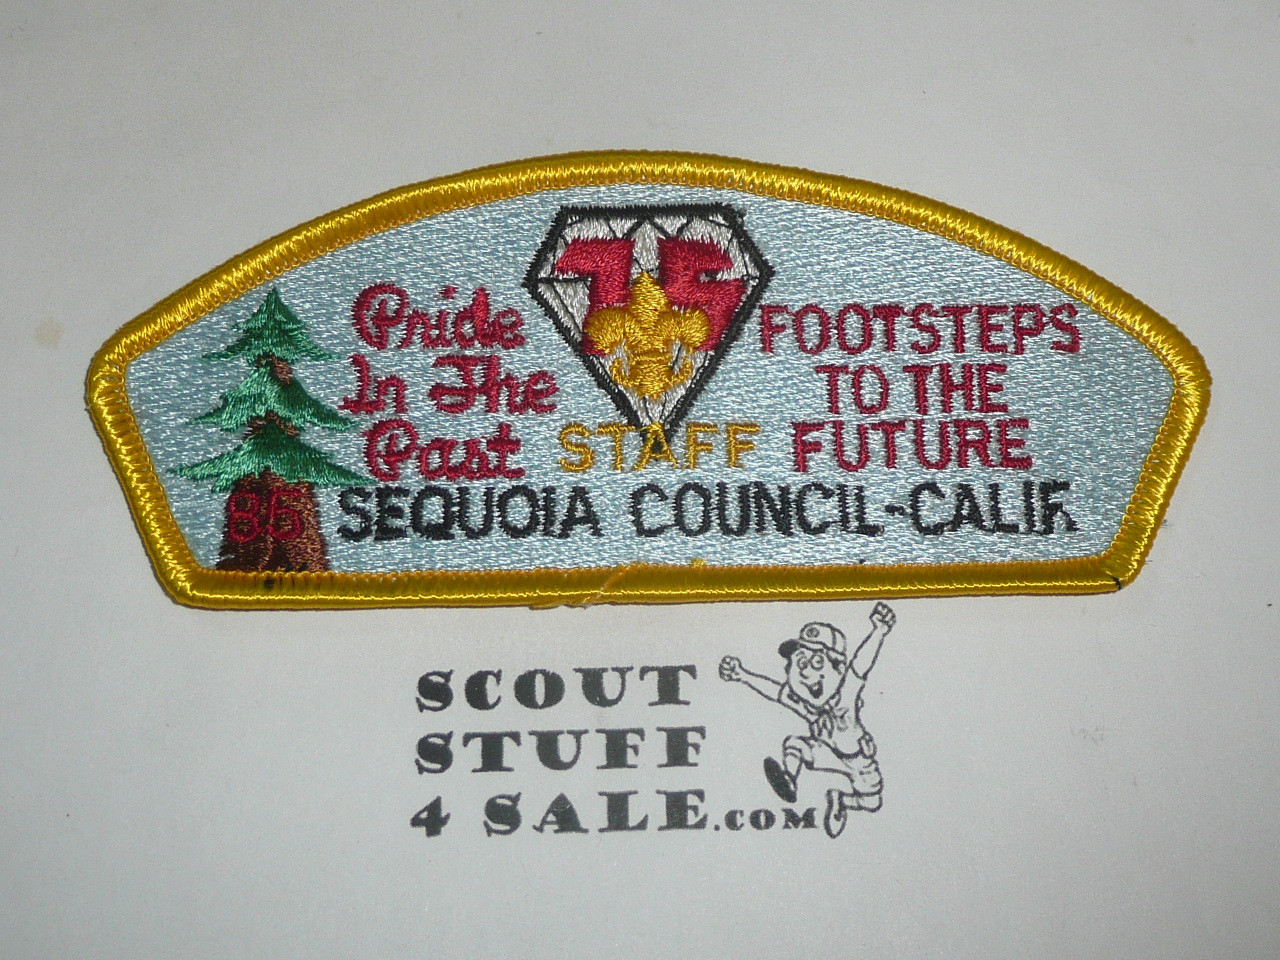 75
Pride
In The
Past
FOOTSTEPS
TO THE
FUTURE
STAFF
85
SEQUOIA COUNCIL-CALIF.
SCOUT
STUFF
4 SALE.COM